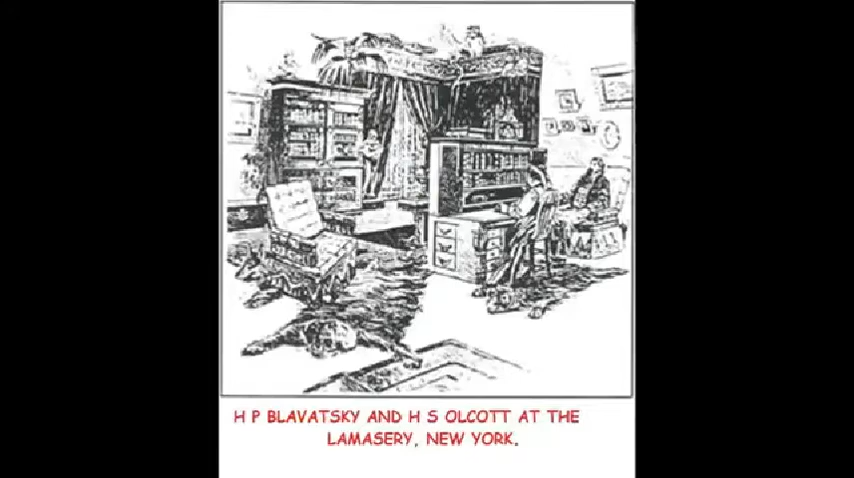 H P BLAVATSKY AND H S OLCOTT AT THE
LAMASERY, NEW YORK.